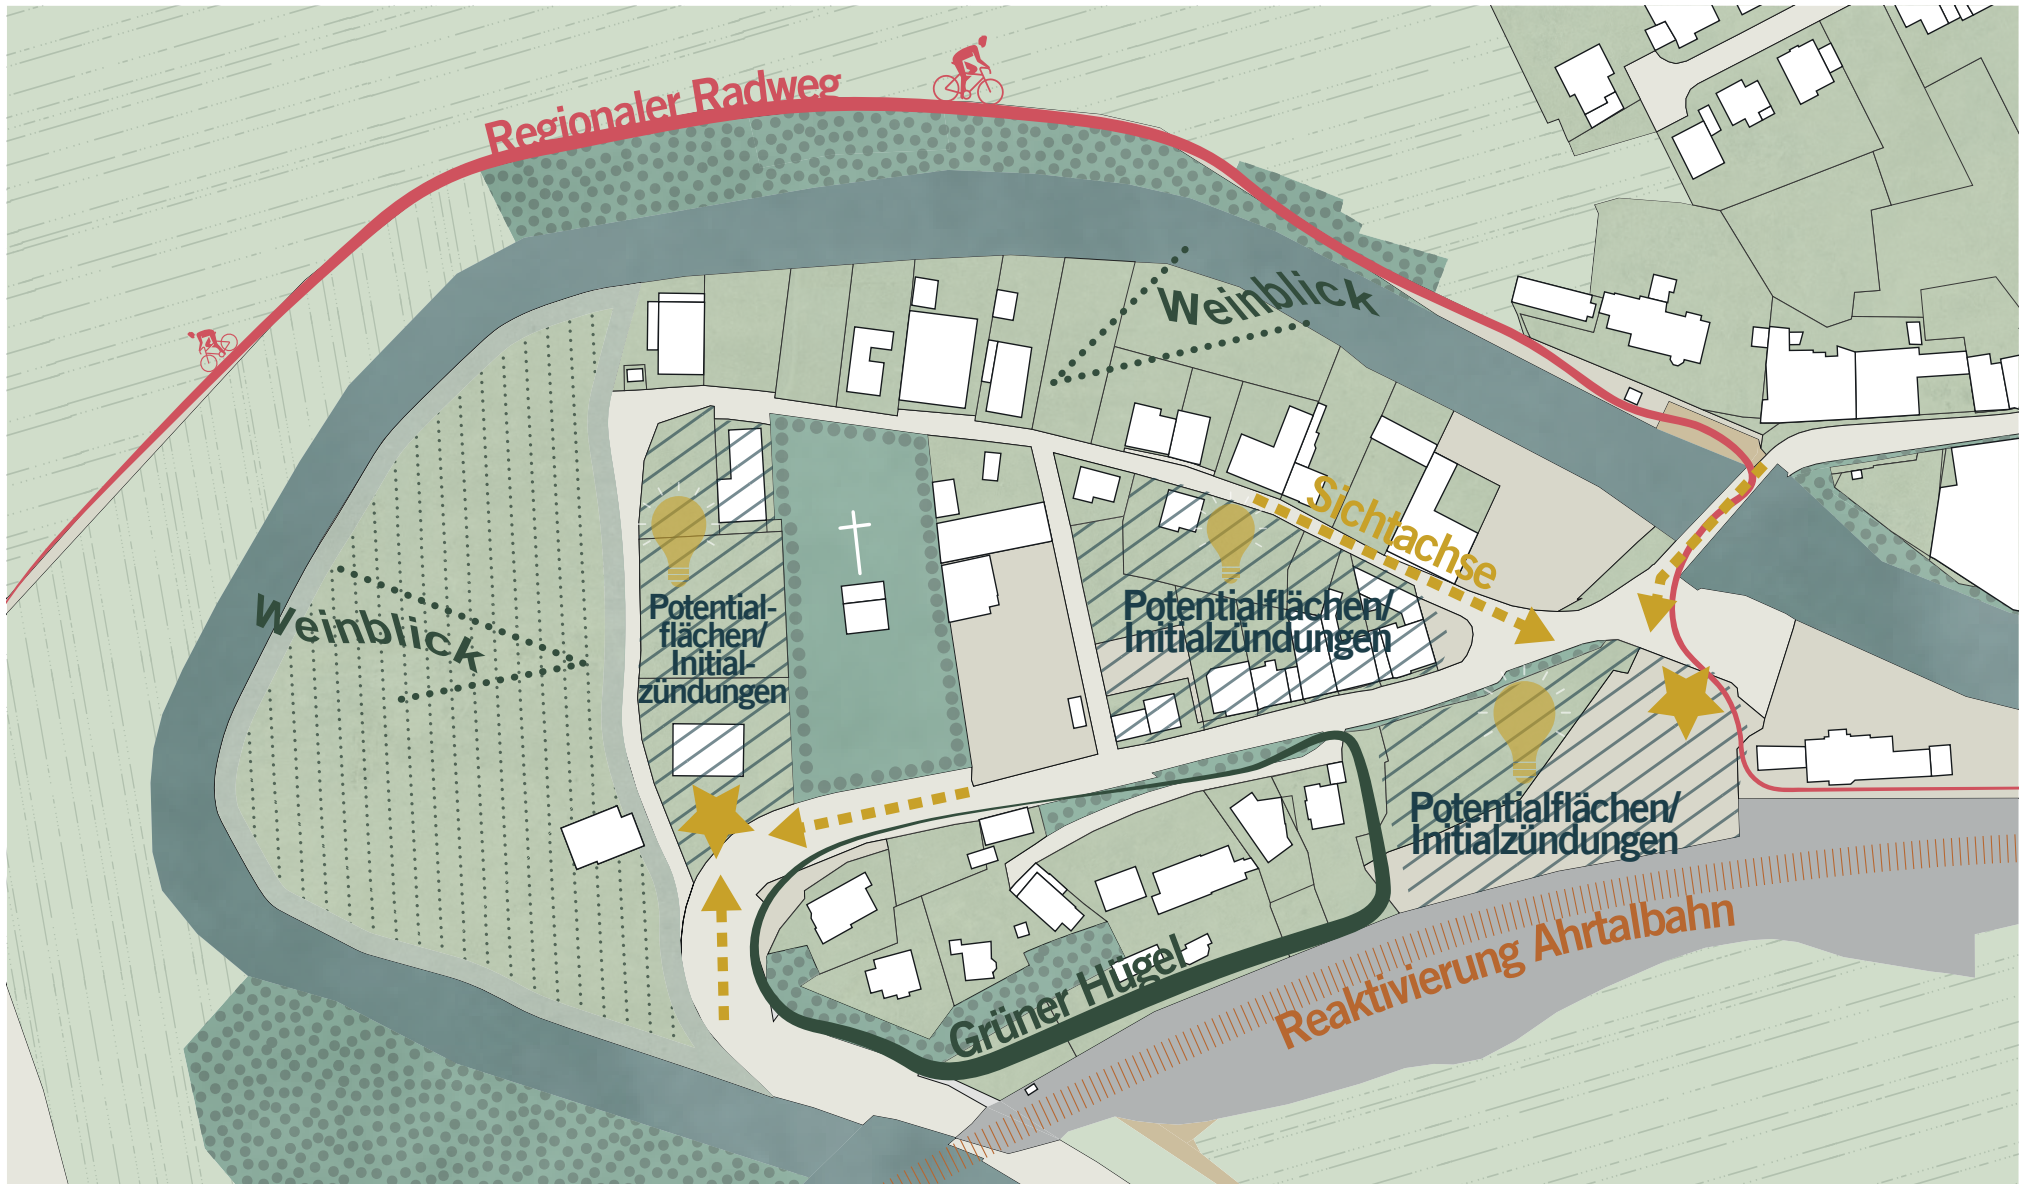 Regionaler Radweg
Weinblick
Sichtachse
Weinblick
Potential-
flächen/
Initial-
zündungen
Potentialflächen/
Initialzündungen
Potentialflächen/
Initialzündungen
Grüner Hügel
Reaktivierung Ahrtalbahn